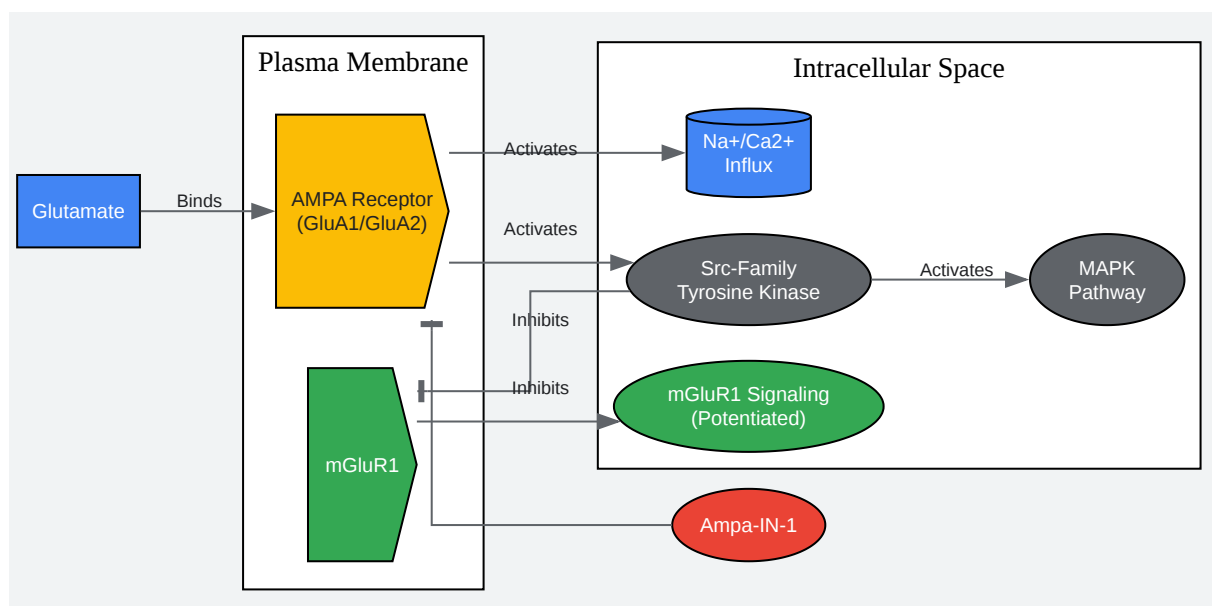 Plasma Membrane
Intracellular Space
Glutamate
Binds
AMPA Receptor
(GluA1/GluA2)
Activates
Na+/Ca2+
Influx
Activates
Src-Family
Tyrosine Kinase
Activates
MAPK
Pathway
Inhibits
Inhibits
mGluR1 Signaling
(Potentiated)
mGluR1
Ampa-IN-1